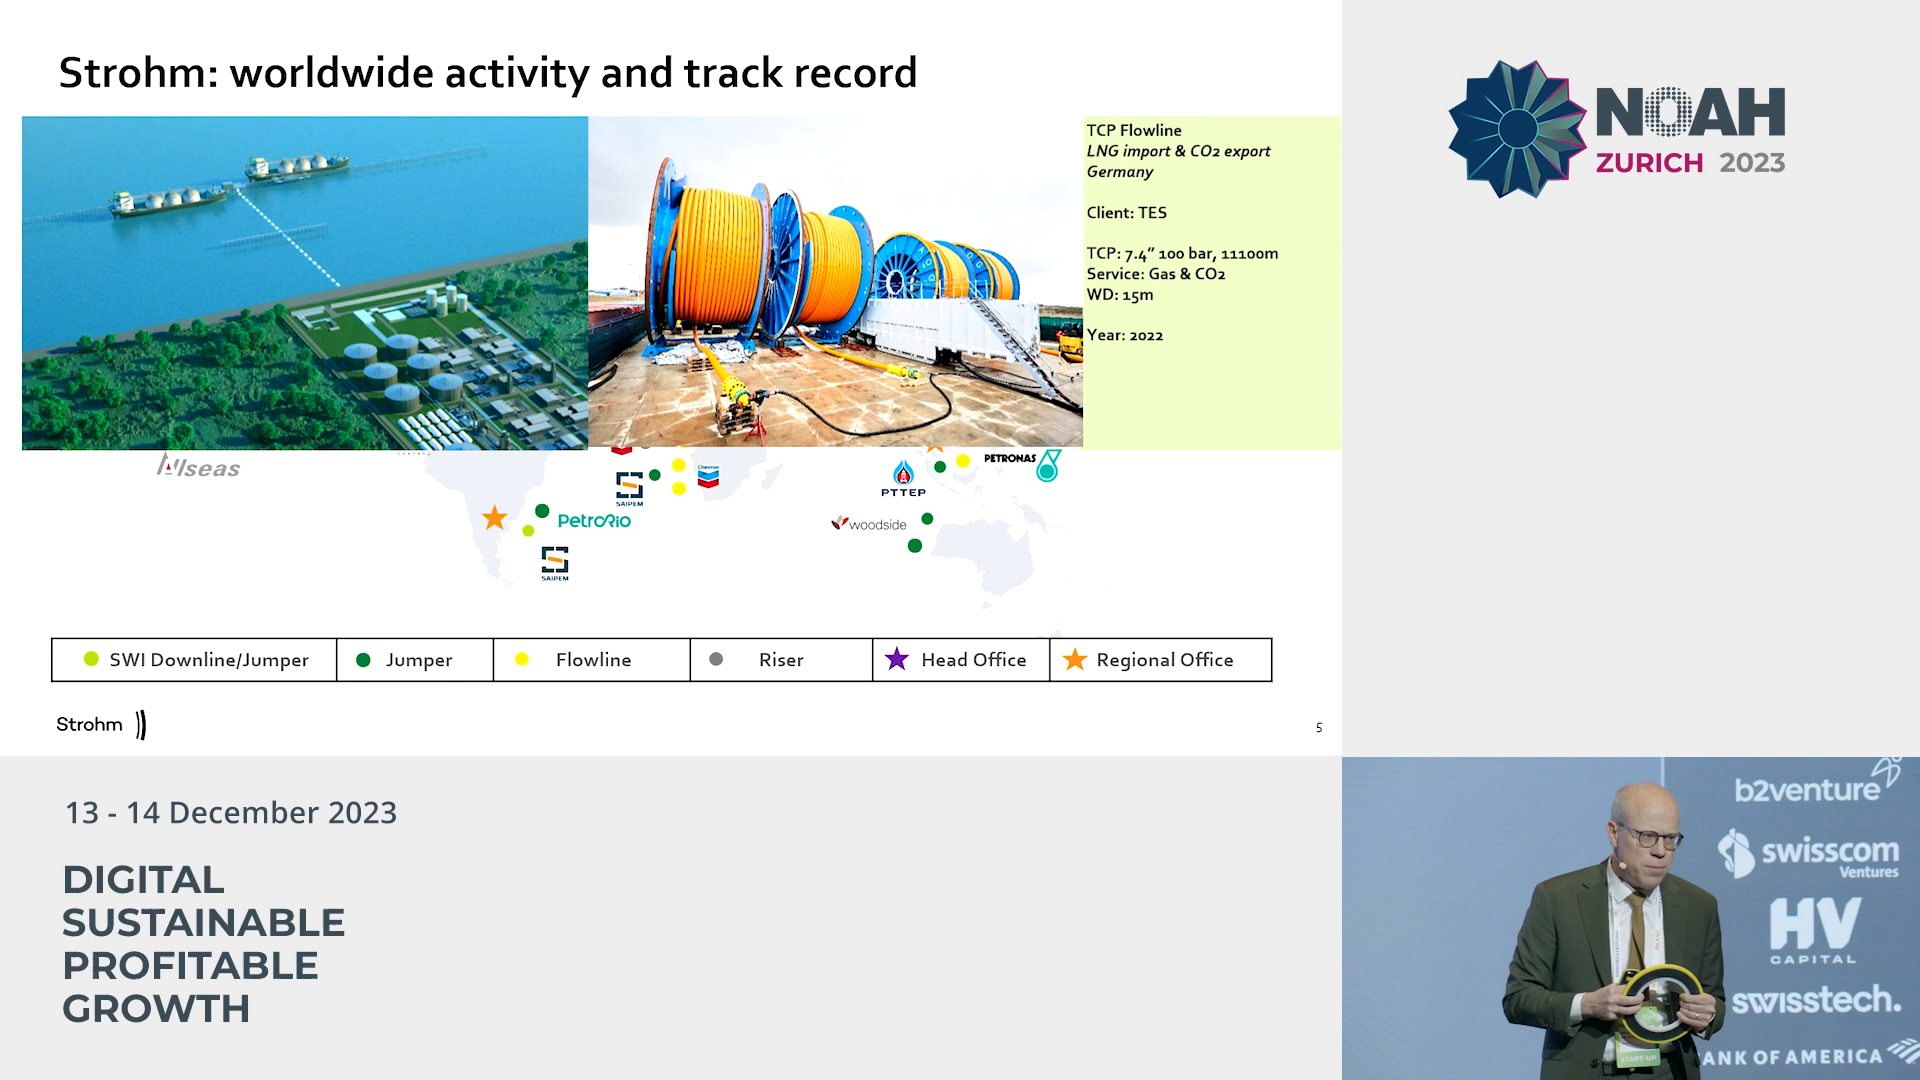 Strohm: worldwide activity and track record
TCP Flowline
LNG import & CO2 export
Germany
Client: TES
TCP: 7.4" 100 bar, 11100m
Service: Gas & CO2
WD: 15m
Year: 2022
Allseas
SAIPEM
Chevron
PTTEP
PETRONAS
PetroRio
woodside
SAIPEM
SWI Downline/Jumper
Jumper
Flowline
Riser
Head Office
Regional Office
Strohm
5
NOAH
ZURICH 2023
13 - 14 December 2023
DIGITAL
SUSTAINABLE
PROFITABLE
GROWTH
b2venture
swisscom
Ventures
HV
CAPITAL
swisstech.
ANK OF AMERICA
START-UP